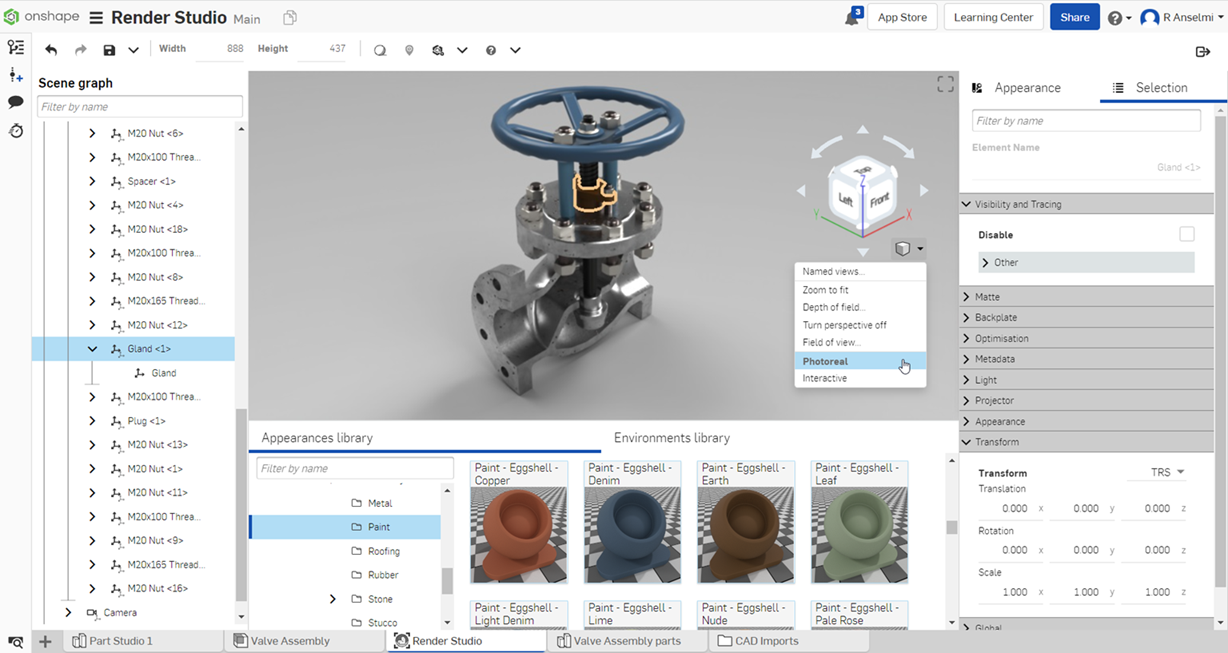 onshape Render Studio Main
3 App Store Learning Center Share R Anselmi
Width 888 Height 437
Scene graph
Filter by name
M20 Nut <6>
M20x100 Threa...
Spacer <1>
M20 Nut <4>
M20 Nut <18>
M20x100 Threa...
M20 Nut <8>
M20x165 Thread...
M20 Nut <12>
Gland <1>
Gland
M20x100 Threa...
Plug <1>
M20 Nut <13>
M20 Nut <1>
M20 Nut <11>
M20x100 Threa...
M20 Nut <9>
M20x165 Thread...
M20 Nut <16>
Camera
Top
Left
Front
Z
Y
X
Named views...
Zoom to fit
Depth of field...
Turn perspective off
Field of view...
Photoreal
Interactive
Appearances library
Environments library
Filter by name
Metal
Paint
Roofing
Rubber
Stone
Stucco
Paint - Eggshell -
Copper
Paint - Eggshell -
Denim
Paint - Eggshell -
Earth
Paint - Eggshell -
Leaf
Paint - Eggshell -
Light Denim
Paint - Eggshell -
Lime
Paint - Eggshell -
Nude
Paint - Eggshell -
Pale Rose
Appearance
Selection
Filter by name
Element Name
Gland <1>
Visibility and Tracing
Disable
Other
Matte
Backplate
Optimisation
Metadata
Light
Projector
Appearance
Transform
Transform TRS
Translation
0.000 x 0.000 y 0.000 z
Rotation
0.000 x 0.000 y 0.000 z
Scale
1.000 x 1.000 y 1.000 z
Global
Part Studio 1
Valve Assembly
Render Studio
Valve Assembly parts
CAD Imports